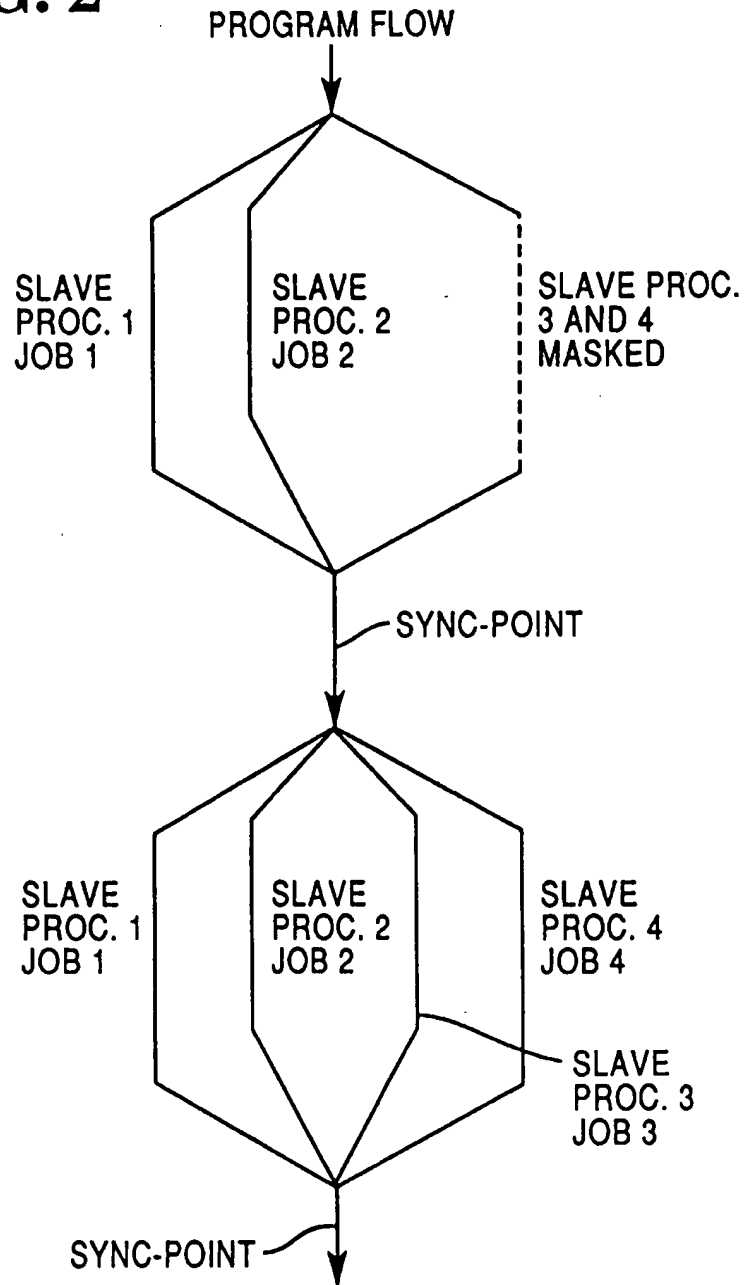 G. 2
PROGRAM FLOW
SLAVE
PROC. 1
JOB 1
SLAVE
PROC. 2
JOB 2
SLAVE PROC.
3 AND 4
MASKED
SYNC-POINT
SLAVE
PROC. 1
JOB 1
SLAVE
PROC. 2
JOB 2
SLAVE
PROC. 4
JOB 4
SLAVE
PROC. 3
JOB 3
SYNC-POINT